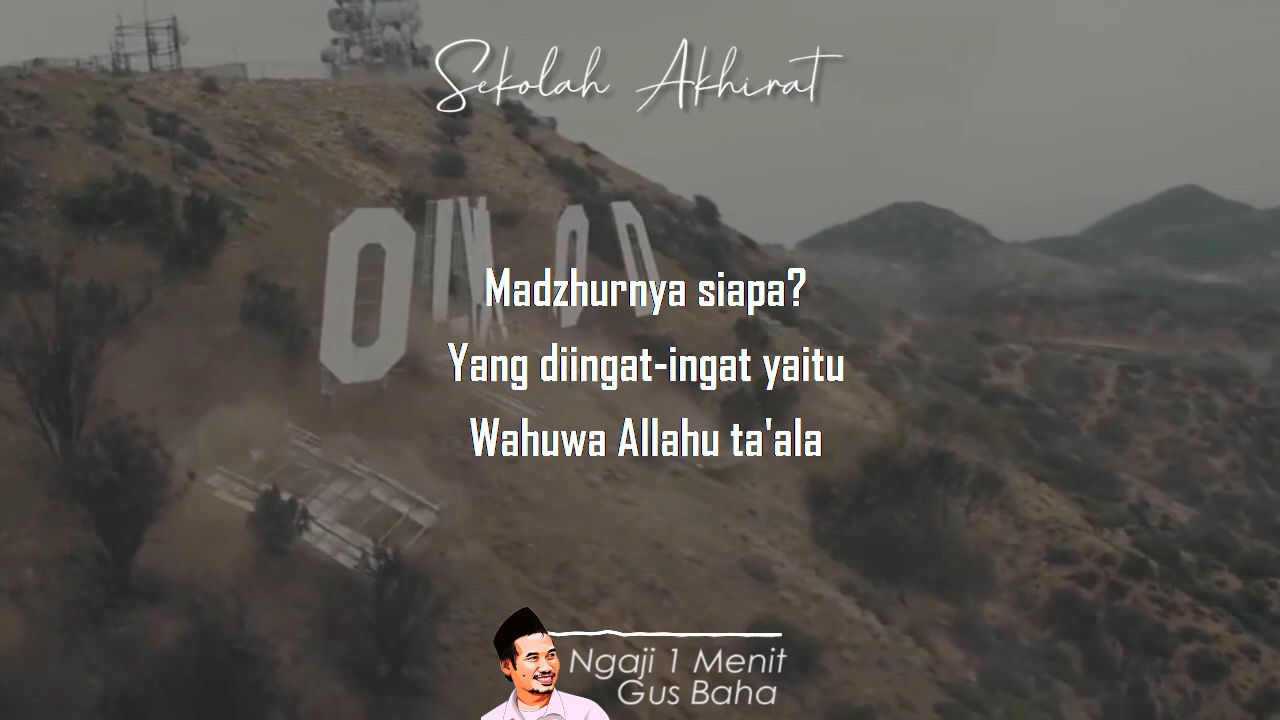 Sekolah Akhirat
Madzhurnya siapa?
Yang diingat-ingat yaitu
Wahuwa Allahu ta'ala
Ngaji 1 Menit
Gus Baha